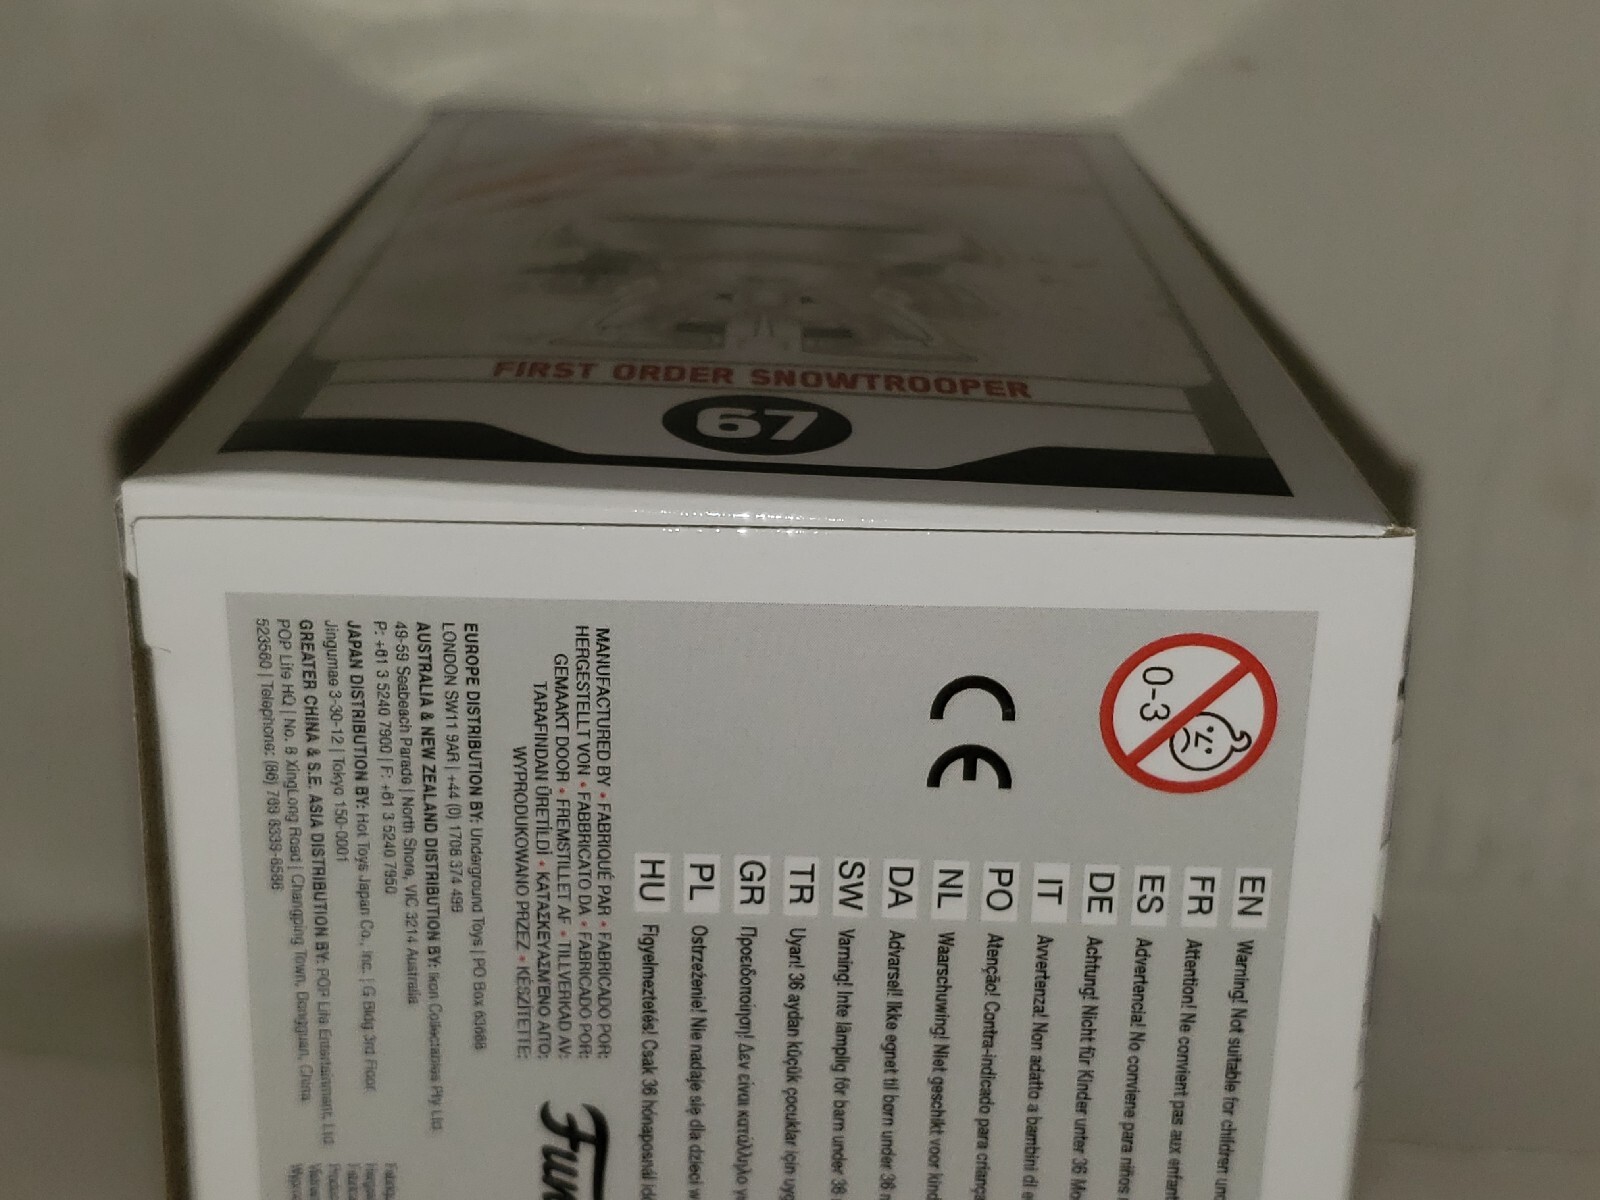 FIRST ORDER SNOWTROOPER
67
0-3
CE
EN Warning! Not suitable for children
FR Attention! Ne convient pas aux
ES Advertencia! No conviene para niños
DE Achtung! Nicht für Kinder unter 36
IT Avvertenza! Non adatto a bambini di
PO Atenção! Contra-indicado para
NL Waarschuwing! Niet geschikt voor
DA Advarsel! Ikke egnet til born under 36
SW Varning! Inte lämplig för barn under 36
TR Uyarı! 36 aydan küçük çocuklar için
GR Προειδοποίηση! Δεν είναι κατάλληλο
PL Ostrzeżenie! Nie nadaje się dla dzieci
HU Figyelmeztetés! Csak 36 hónaposnál
MANUFACTURED BY • FABRIQUÉ PAR • FABRICADO POR:
HERGESTELLT VON • FABBRICATO DA • FABRICADO POR:
GEMAAKT DOOR • FREMSTILLET AF • TILLVERKAD AV:
TARAFINDAN ÜRETİLDİ • ΚΑΤΑΣΚΕΥΑΣΜΕΝΟ ΑΠΟ:
WYPRODUKOWANO PRZEZ • KÉSZÍTETTE:
EUROPE DISTRIBUTION BY: Underground Toys | PO Box
LONDON SW11 9AR | +44 (0) 1708 374 499
AUSTRALIA & NEW ZEALAND DISTRIBUTION BY: Ikon Collectables Pty Ltd.
49-59 Seabeach Parade | North Shore, VIC 3214 Australia
P: +61 3 5240 7900 | F: +61 3 5240 7950
JAPAN DISTRIBUTION BY: Hot Toys Japan Co., Inc. | G Bldg 3rd Floor
Jingumae 3-30-12 | Tokyo 150-0001
GREATER CHINA & S.E. ASIA DISTRIBUTION BY: POP Life Entertainment, Ltd
POP Life HQ | No. 8 XingLong Road | Changping Town, Dongguan, China
523560 | Telephone: (86) 769 8339-8586